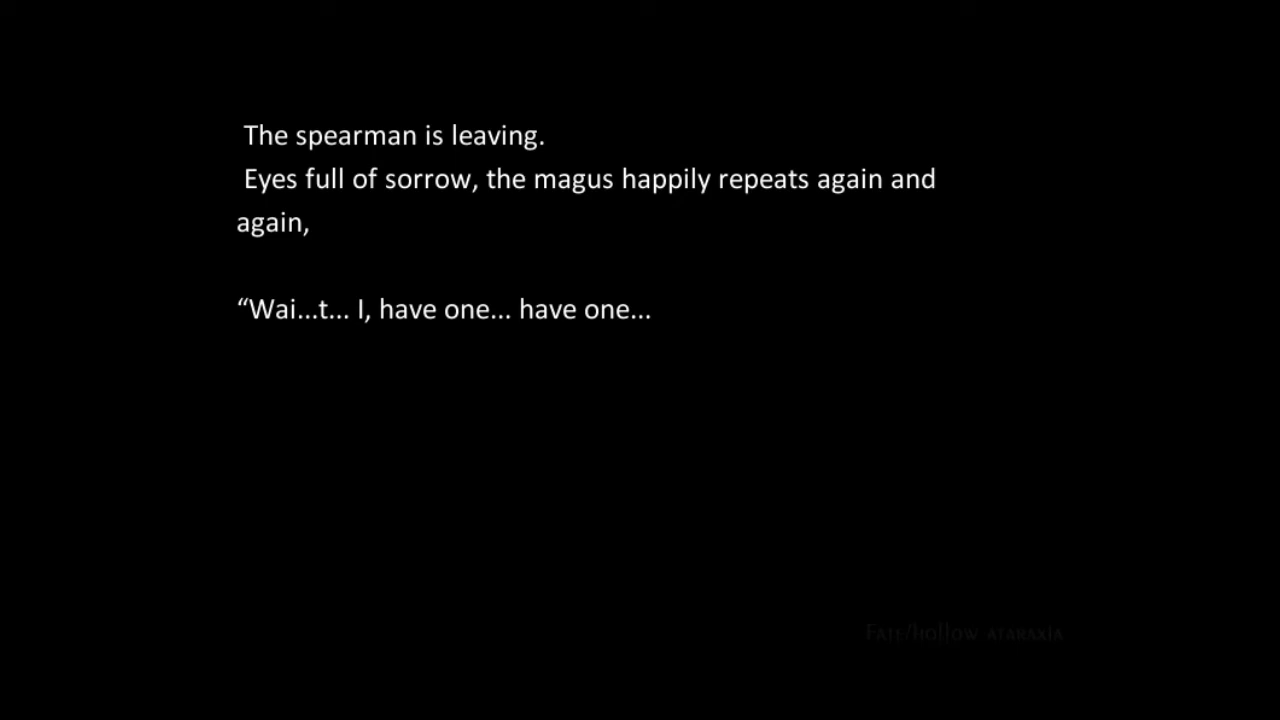 The spearman is leaving.
Eyes full of sorrow, the magus happily repeats again and
again,
“Wai...t... I, have one... have one...
Fate/hollow ataraxia